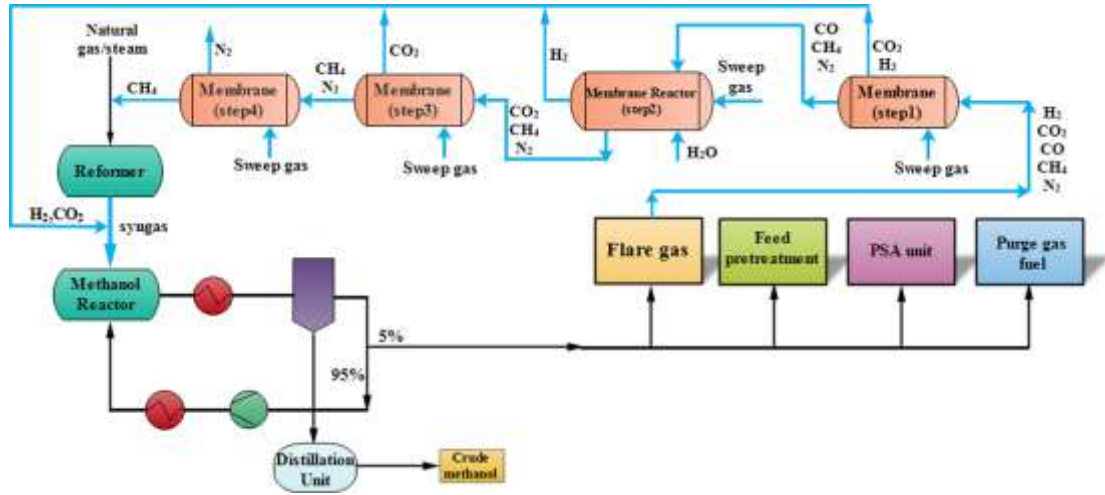 Natural
gas/steam
N₂
CO₂
H₂
CO
CH₄
N₂
CO₂
H₂
CH₄
Membrane
(step4)
CH₄
N₂
Membrane
(step3)
CO₂
CH₄
N₂
Membrane Reactor
(step2)
Sweep
gas
Membrane
(step1)
H₂
CO₂
CO
CH₄
N₂
Sweep gas
Sweep gas
H₂O
Sweep gas
Reformer
H₂,CO₂
syugas
Flare gas
Feed
pretreatment
PSA unit
Purge gas
fuel
Methanol
Reactor
5%
95%
Distillation
Unit
Crude
methanol